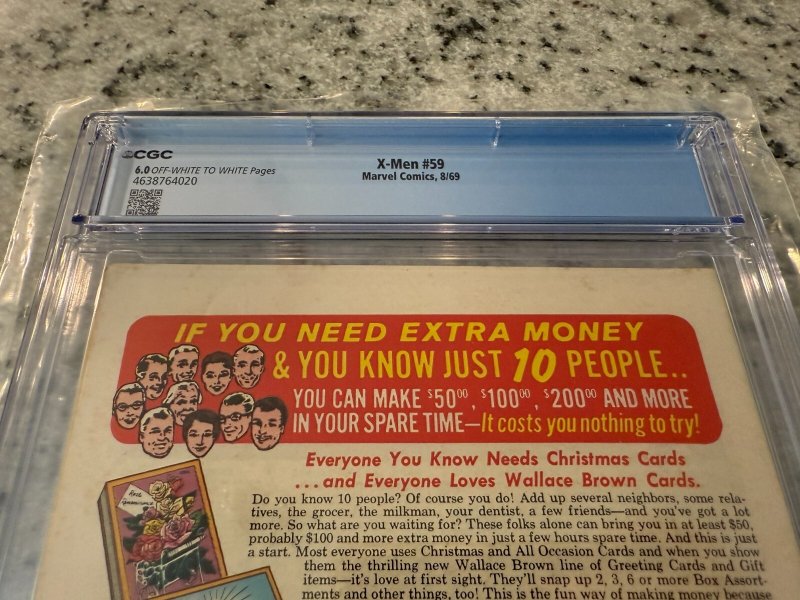 CGC
6.0 OFF-WHITE TO WHITE Pages
4638764020
X-Men #59
Marvel Comics, 8/69
IF YOU NEED EXTRA MONEY
& YOU KNOW JUST 10 PEOPLE..
YOU CAN MAKE $50⁰⁰, $100⁰⁰, $200⁰⁰ AND MORE
IN YOUR SPARE TIME—It costs you nothing to try!
Everyone You Know Needs Christmas Cards
...and Everyone Loves Wallace Brown Cards.
Do you know 10 people? Of course you do! Add up several neighbors, some rela-
tives, the grocer, the milkman, your dentist, a few friends—and you've got a lot
more. So what are you waiting for? These folks alone can bring you in at least $50,
probably $100 and more extra money in just a few hours spare time. And this is just
a start. Most everyone uses Christmas and All Occasion Cards and when you show
them the thrilling new Wallace Brown line of Greeting Cards and Gift
items—it's love at first sight. They'll snap up 2, 3, 6 or more Box Assort-
ments and other things, too! This is the fun way of making money because